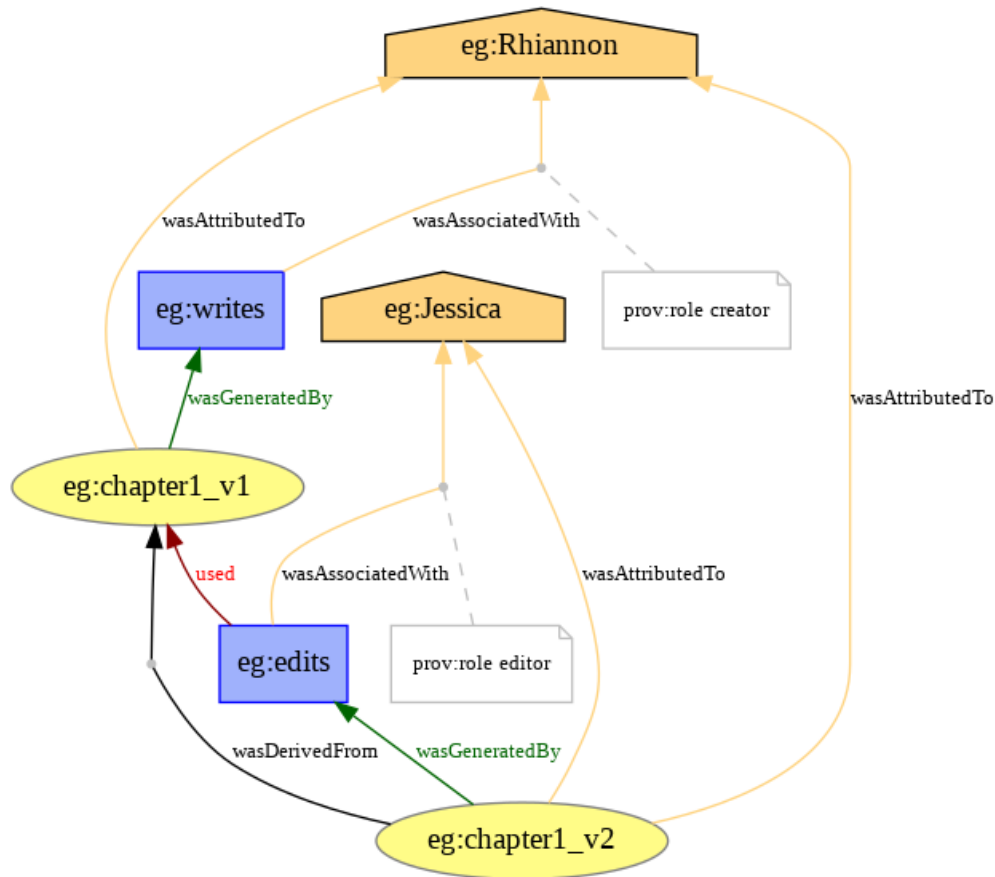 eg:Rhiannon
wasAttributedTo
wasAssociatedWith
eg:writes
eg:Jessica
prov:role creator
wasGeneratedBy
wasAttributedTo
eg:chapter1_v1
used
wasAssociatedWith
wasAttributedTo
eg:edits
prov:role editor
wasDerivedFrom
wasGeneratedBy
eg:chapter1_v2